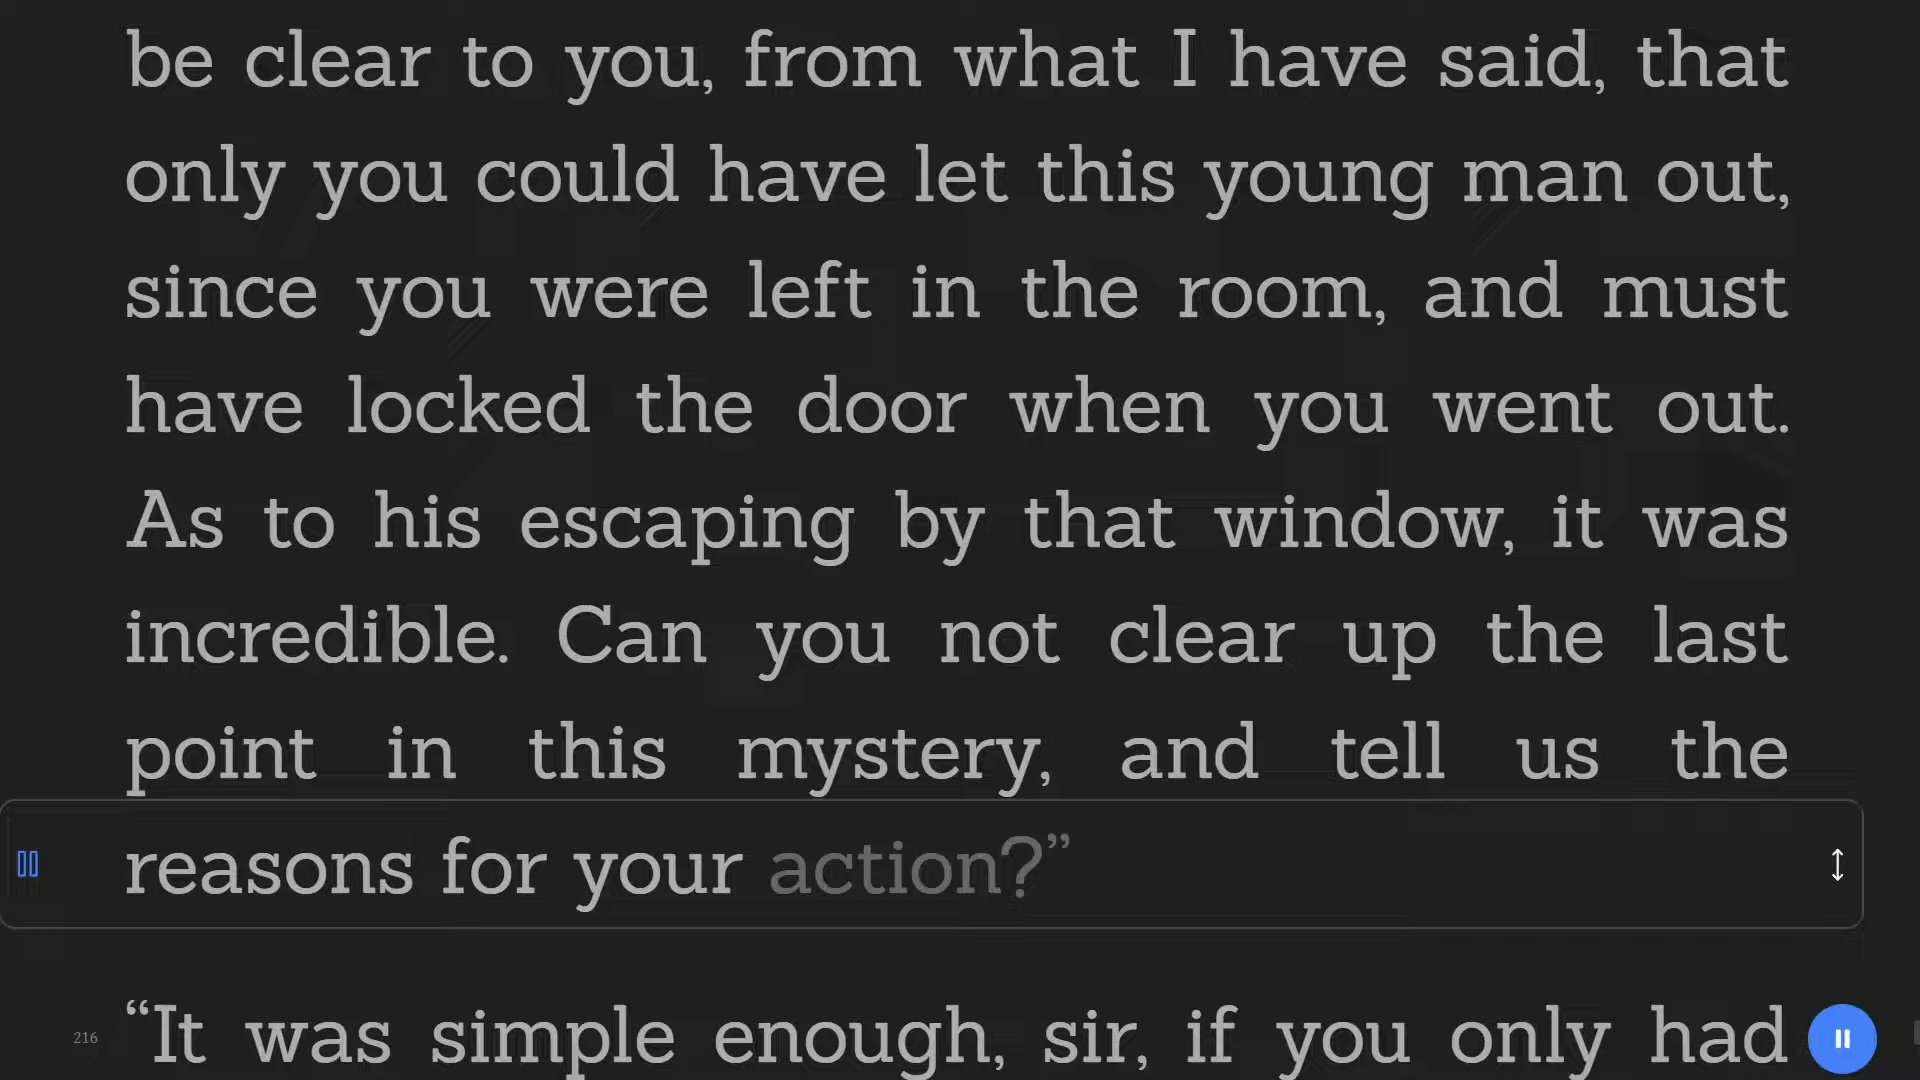 be clear to you, from what I have said, that
only you could have let this young man out,
since you were left in the room, and must
have locked the door when you went out.
As to his escaping by that window, it was
incredible. Can you not clear up the last
point in this mystery, and tell us the
reasons for your action?”
216
“It was simple enough, sir, if you only had